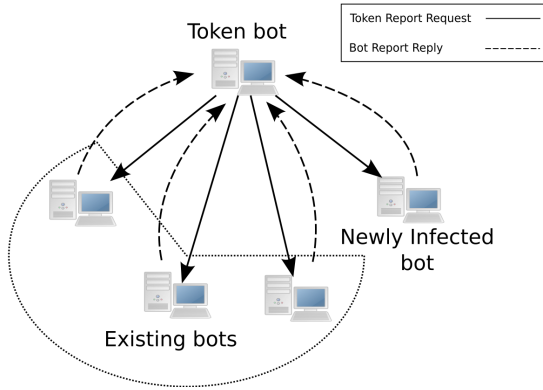 Token bot
Token Report Request
Bot Report Reply
Newly Infected
bot
Existing bots